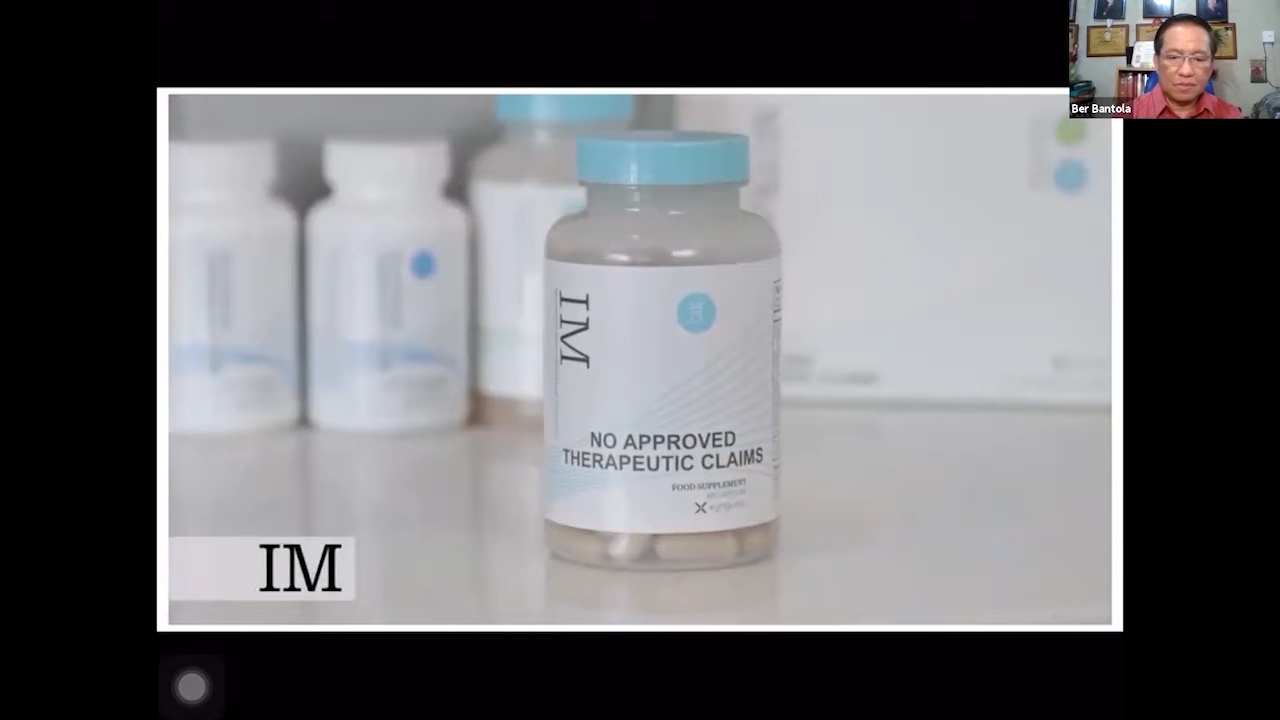 Ber Bantola
IM
NO APPROVED
THERAPEUTIC CLAIMS
FOOD SUPPLEMENT
IM